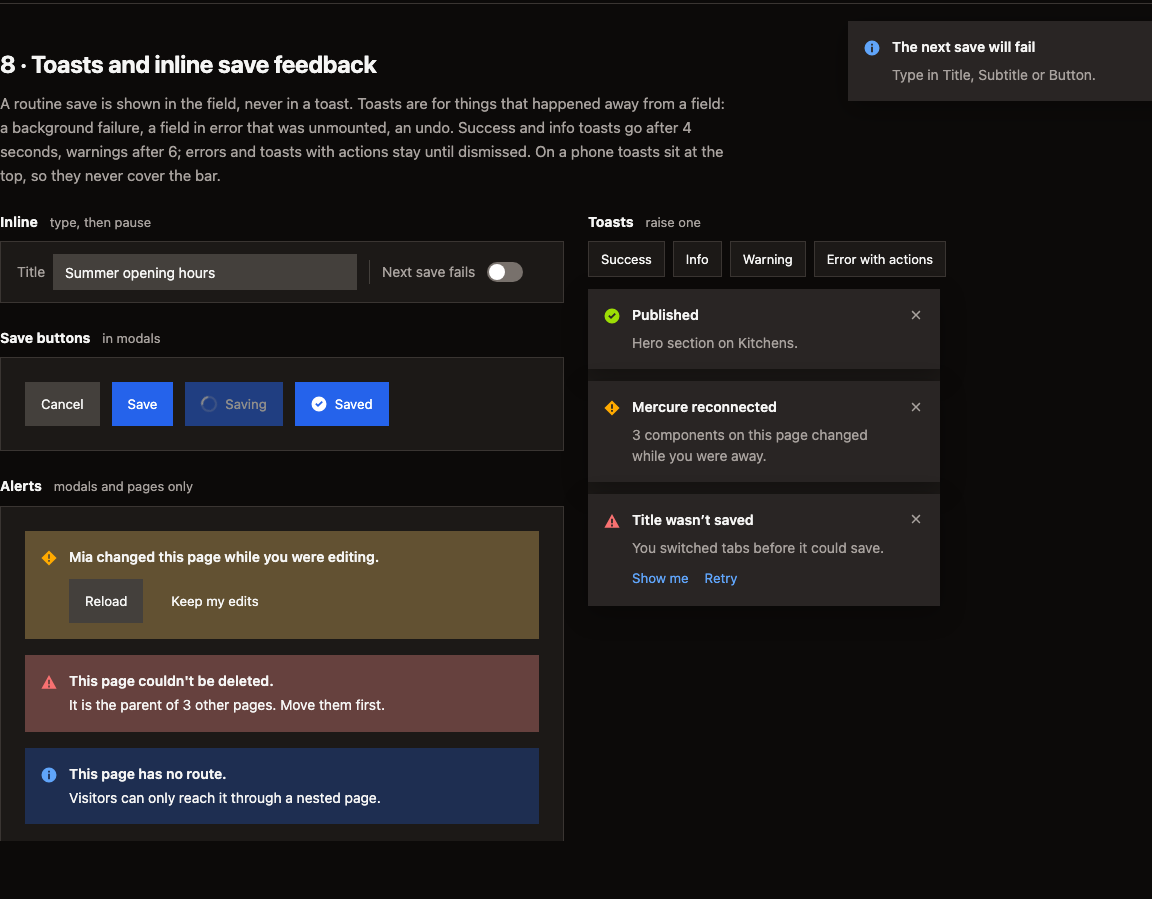 The next save will fail
Type in Title, Subtitle or Button.
8 · Toasts and inline save feedback
A routine save is shown in the field, never in a toast. Toasts are for things that happened away from a field:
a background failure, a field in error that was unmounted, an undo. Success and info toasts go after 4
seconds, warnings after 6; errors and toasts with actions stay until dismissed. On a phone toasts sit at the
top, so they never cover the bar.
Inline type, then pause
Title Summer opening hours Next save fails
Save buttons in modals
Cancel Save Saving Saved
Alerts modals and pages only
Mia changed this page while you were editing.
Reload Keep my edits
This page couldn't be deleted.
It is the parent of 3 other pages. Move them first.
This page has no route.
Visitors can only reach it through a nested page.
Toasts raise one
Success Info Warning Error with actions
Published
Hero section on Kitchens.
Mercure reconnected
3 components on this page changed
while you were away.
Title wasn’t saved
You switched tabs before it could save.
Show me Retry